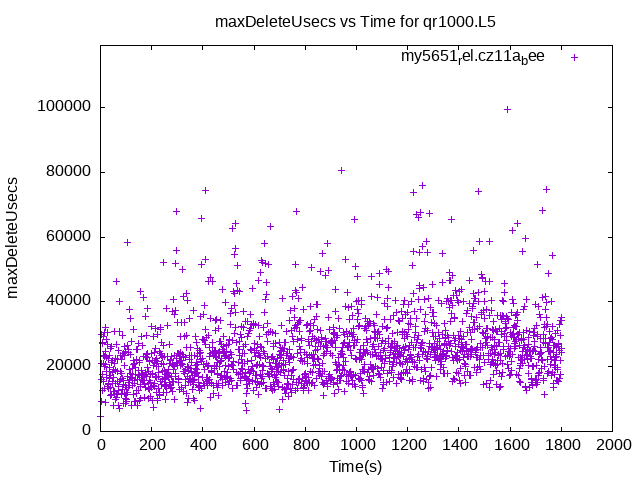 maxDeleteUsecs vs Time for qr1000.L5
my5651rel.cz11abee
100000
80000
60000
40000
20000
0
maxDeleteUsecs
0 200 400 600 800 1000 1200 1400 1600 1800 2000
Time(s)